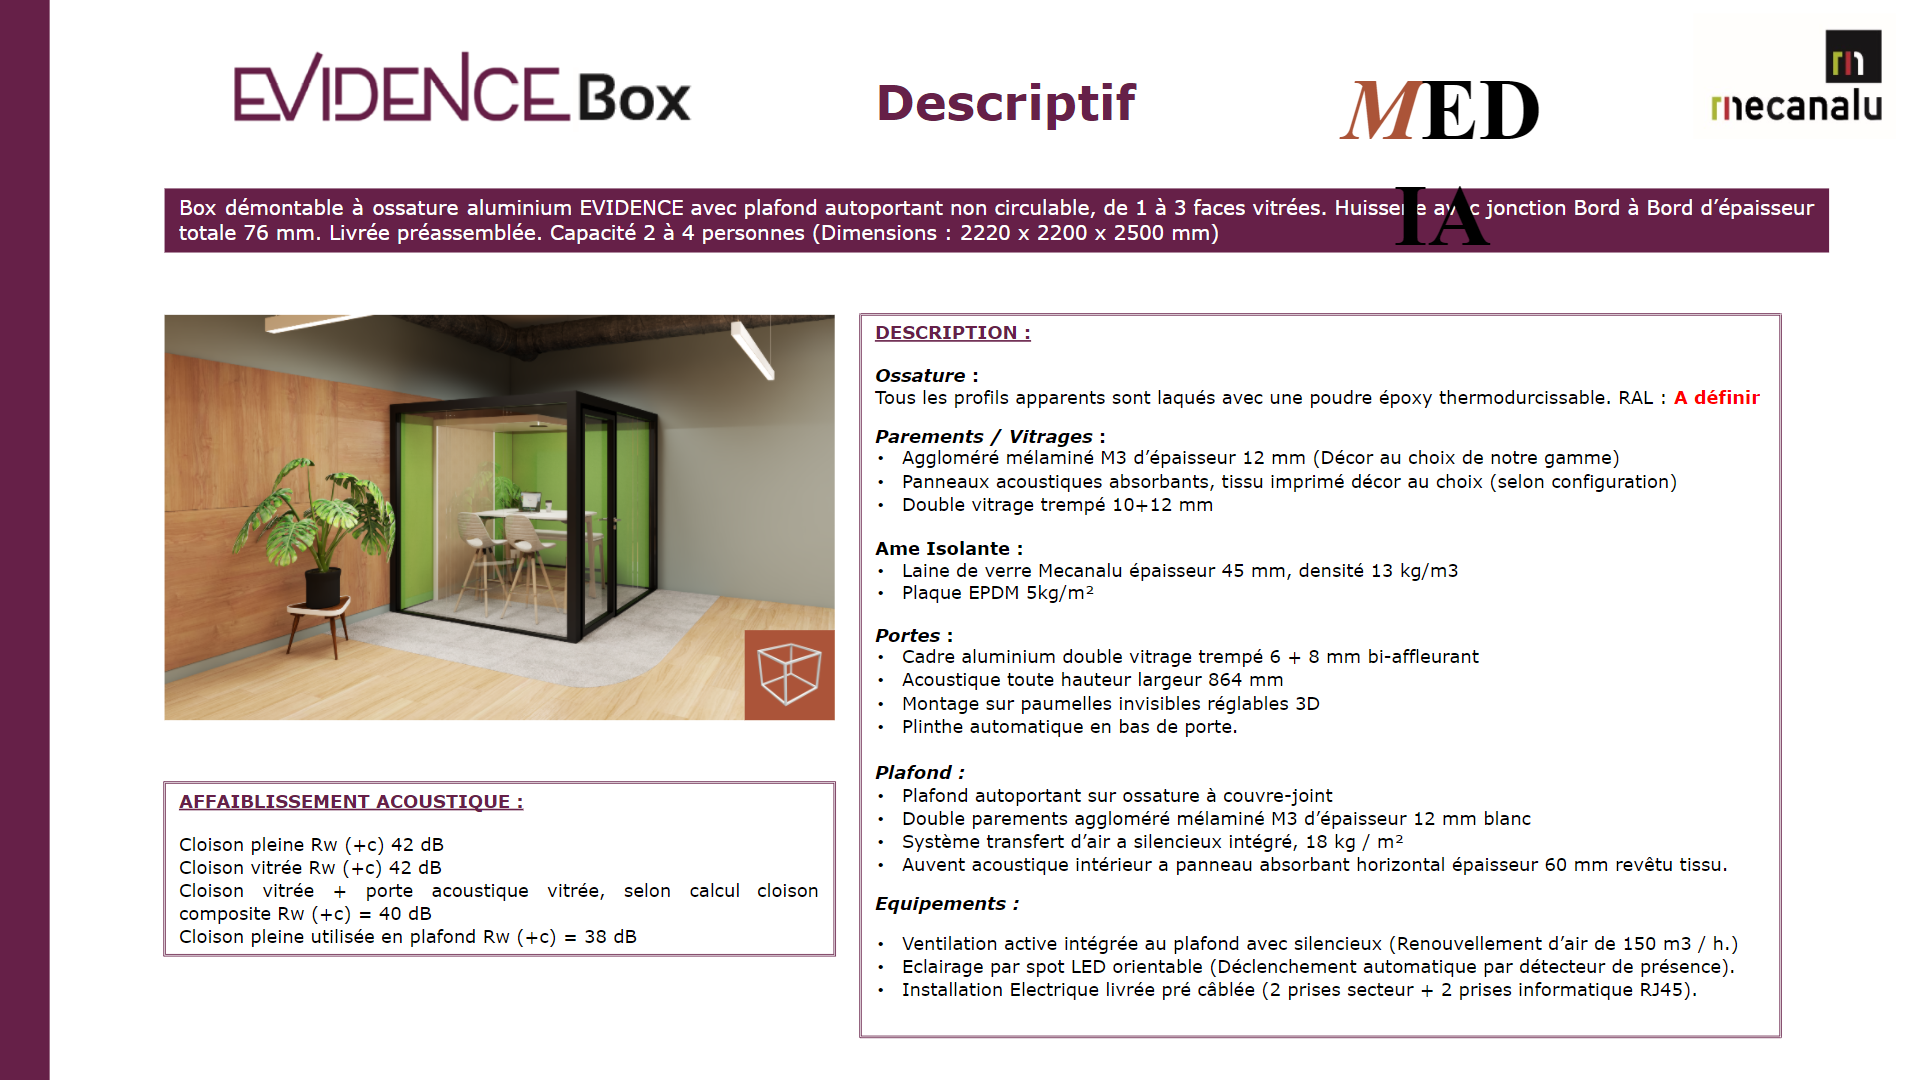 EVIDENCE Box
Descriptif
MED
IA
mecanalu
Box démontable à ossature aluminium EVIDENCE avec plafond autoportant non circulable, de 1 à 3 faces vitrées. Huisserie avec jonction Bord à Bord d’épaisseur
totale 76 mm. Livrée préassemblée. Capacité 2 à 4 personnes (Dimensions : 2220 x 2200 x 2500 mm)
AFFAIBLISSEMENT ACOUSTIQUE :
Cloison pleine Rw (+c) 42 dB
Cloison vitrée Rw (+c) 42 dB
Cloison vitrée + porte acoustique vitrée, selon calcul cloison
composite Rw (+c) = 40 dB
Cloison pleine utilisée en plafond Rw (+c) = 38 dB
DESCRIPTION :
Ossature :
Tous les profils apparents sont laqués avec une poudre époxy thermodurcissable. RAL : A définir
Parements / Vitrages :
• Aggloméré mélaminé M3 d’épaisseur 12 mm (Décor au choix de notre gamme)
• Panneaux acoustiques absorbants, tissu imprimé décor au choix (selon configuration)
• Double vitrage trempé 10+12 mm
Ame Isolante :
• Laine de verre Mecanalu épaisseur 45 mm, densité 13 kg/m3
• Plaque EPDM 5kg/m²
Portes :
• Cadre aluminium double vitrage trempé 6 + 8 mm bi-affleurant
• Acoustique toute hauteur largeur 864 mm
• Montage sur paumelles invisibles réglables 3D
• Plinthe automatique en bas de porte.
Plafond :
• Plafond autoportant sur ossature à couvre-joint
• Double parements aggloméré mélaminé M3 d’épaisseur 12 mm blanc
• Système transfert d’air a silencieux intégré, 18 kg / m²
• Auvent acoustique intérieur a panneau absorbant horizontal épaisseur 60 mm revêtu tissu.
Equipements :
• Ventilation active intégrée au plafond avec silencieux (Renouvellement d’air de 150 m3 / h.)
• Eclairage par spot LED orientable (Déclenchement automatique par détecteur de présence).
• Installation Electrique livrée pré câblée (2 prises secteur + 2 prises informatique RJ45).